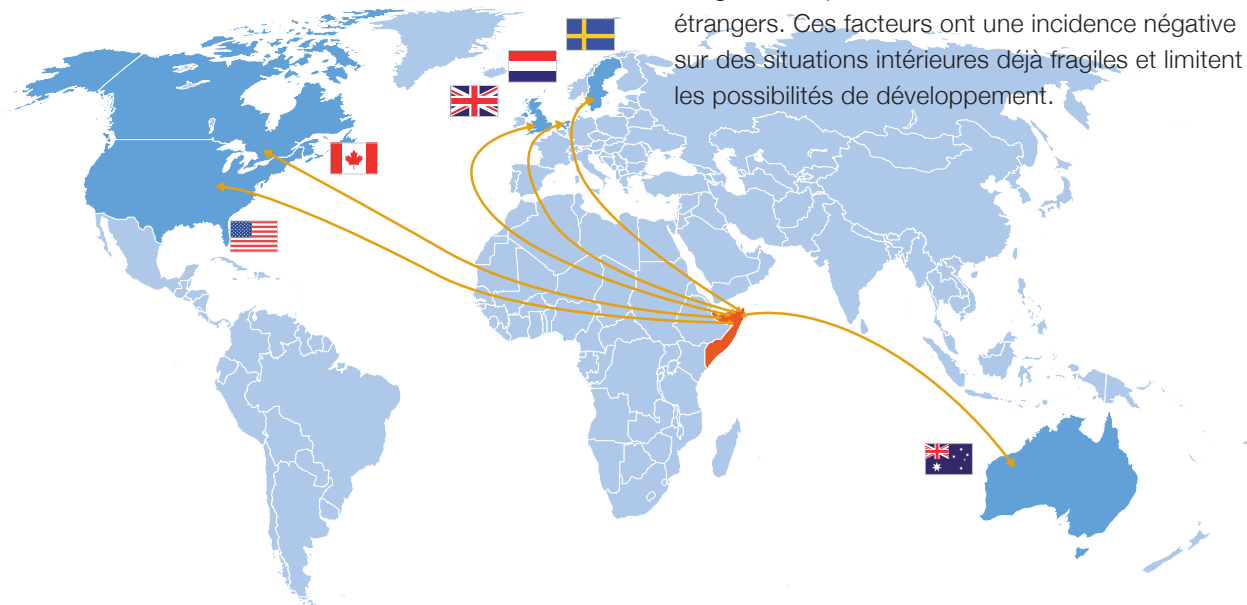 étrangers. Ces facteurs ont une incidence négative
sur des situations intérieures déjà fragiles et limitent
les possibilités de développement.